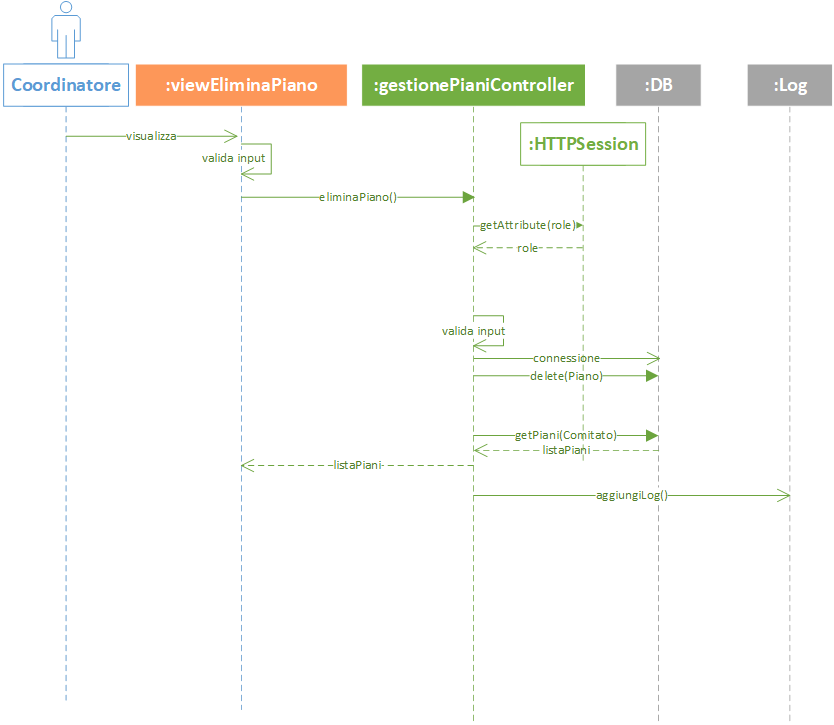 Coordinatore
:viewEliminaPiano
:gestionePianiController
:DB
:Log
visualizza
:HTTPSession
valida input
eliminaPiano()
getAttribute(role)
role
valida input
connessione
delete(Piano)
getPiani(Comitato)
listaPiani
listaPiani
aggiungiLog()